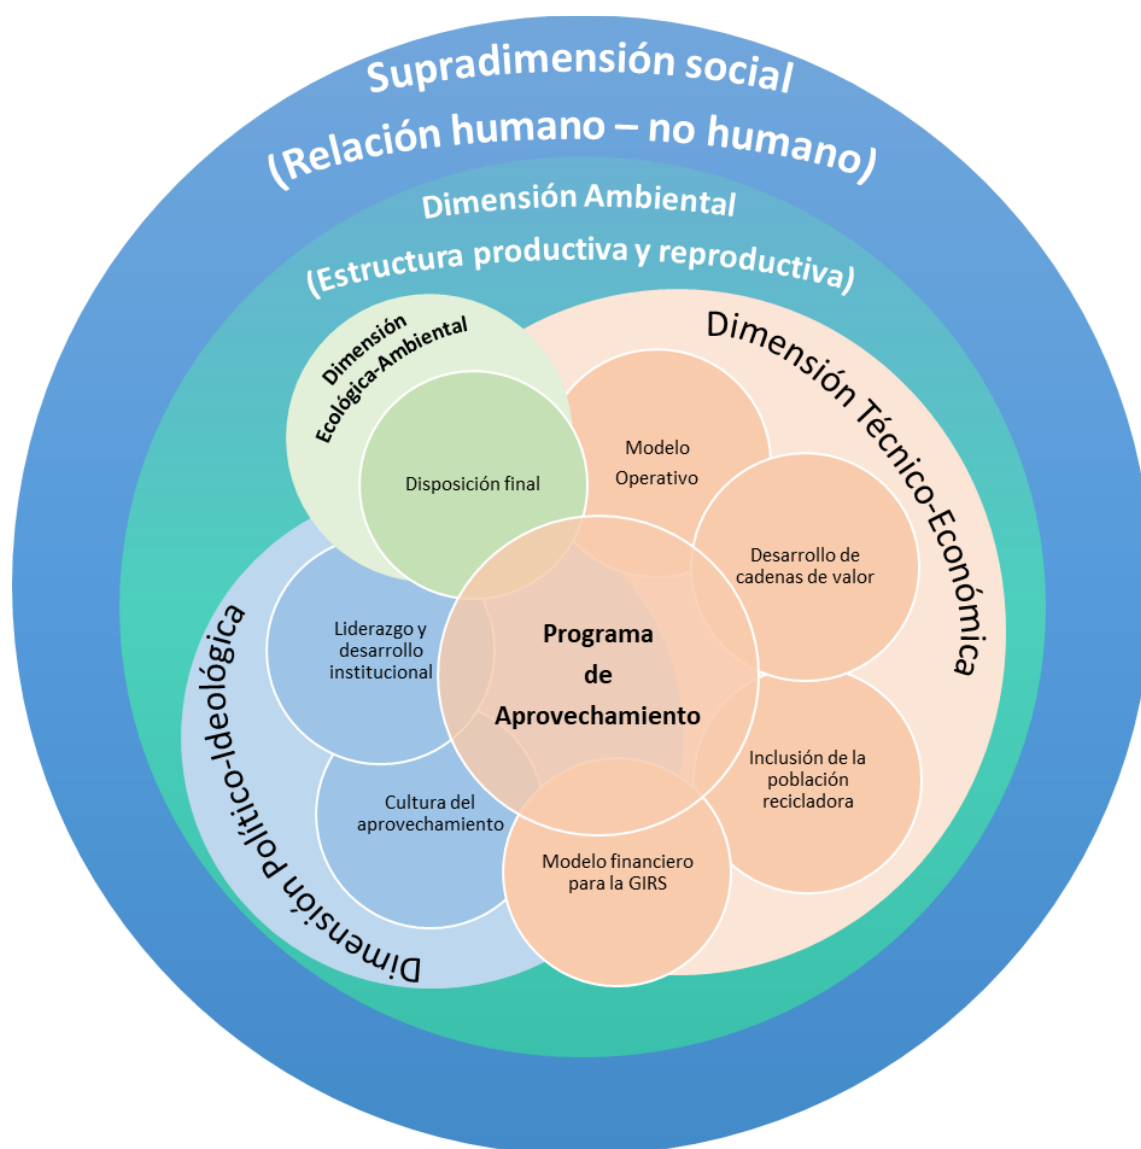 Supradimensión social
(Relación humano – no humano)
Dimensión Ambiental
(Estructura productiva y reproductiva)
Dimensión
Ecológica-Ambiental
Dimensión Técnico-Económica
Modelo
Operativo
Disposición final
Desarrollo de
cadenas de valor
Liderazgo y
desarrollo
institucional
Programa
de
Aprovechamiento
Inclusión de la
población
recicladora
Cultura del
aprovechamiento
Modelo financiero
para la GIRS
Dimensión Político-Ideológica